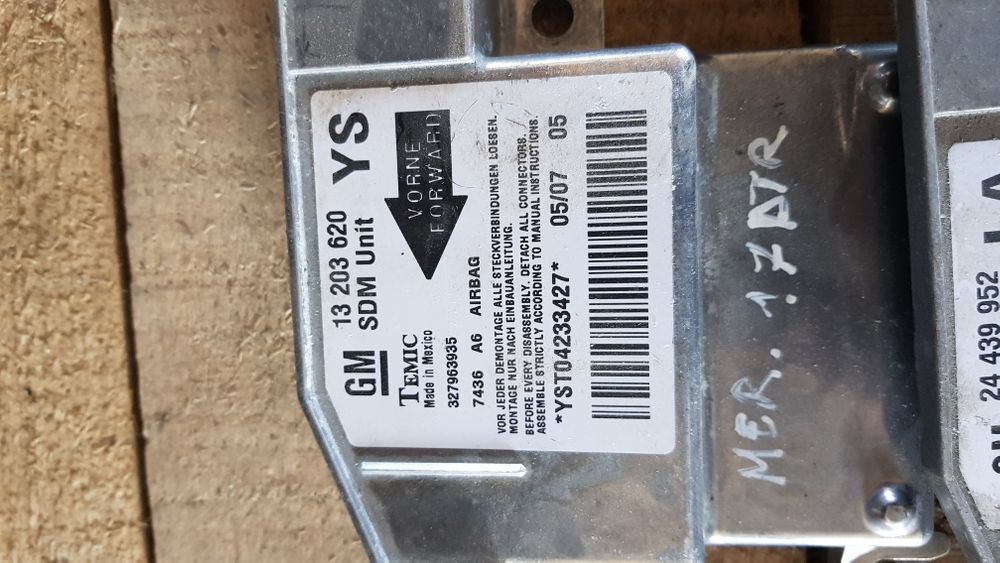 GM 13 203 620 YS
SDM Unit
TEMIC
Made in Mexico
VORNE
FORWARD
327963935
7436 A6 AIRBAG
VOR JEDER DEMONTAGE ALLE STECKVERBINDUNGEN LOESEN.
MONTAGE NUR NACH EINBAUANLEITUNG.
BEFORE EVERY DISASSEMBLY. DETACH ALL CONNECTORS.
ASSEMBLE STRICTLY ACCORDING TO MANUAL INSTRUCTIONS.
*YST04233427* 05/07 05
MER. 1.7 DTR
24 439 952